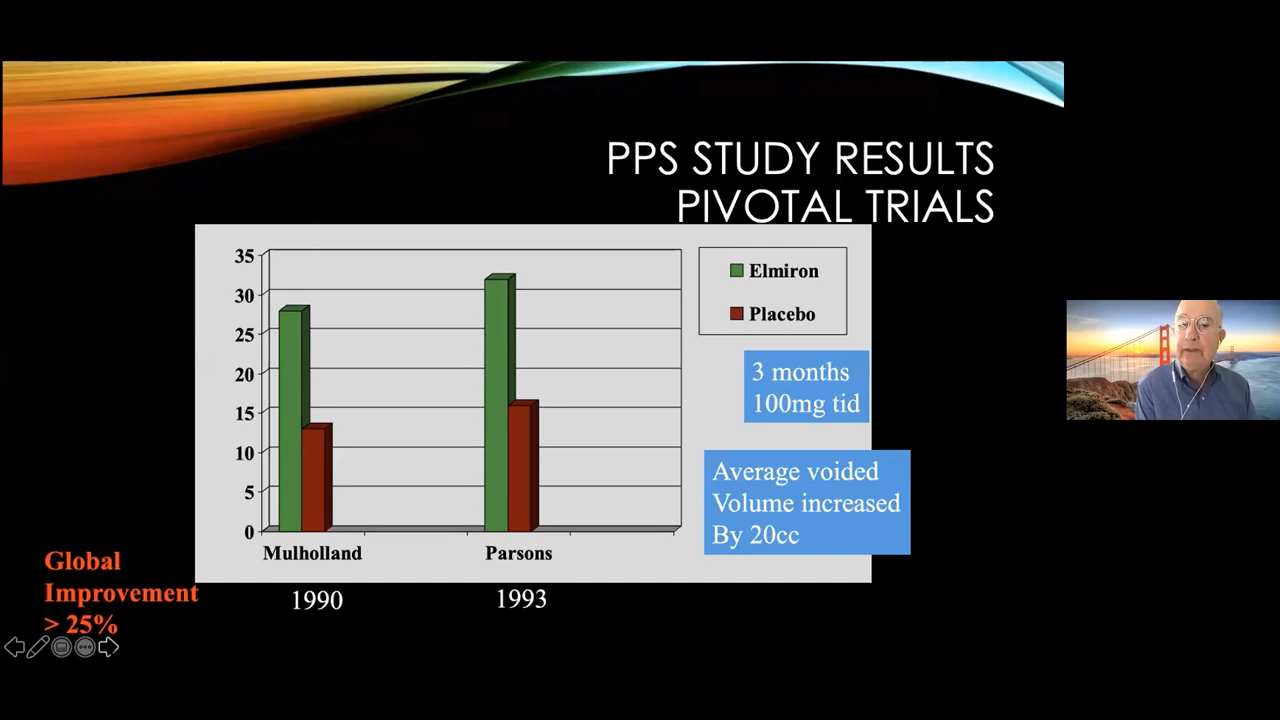 PPS STUDY RESULTS
PIVOTAL TRIALS
35
30
25
20
15
10
5
0
Mulholland
Parsons
Elmiron
Placebo
3 months
100mg tid
Average voided
Volume increased
By 20cc
Global
Improvement
> 25%
1990
1993